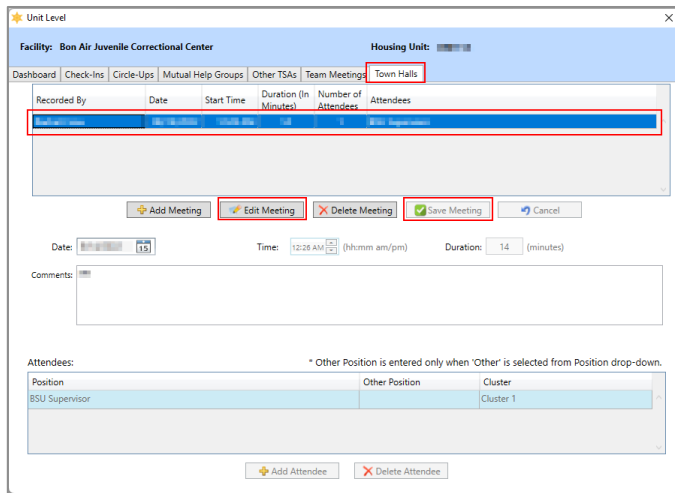 Unit Level
Facility: Bon Air Juvenile Correctional Center Housing Unit:
Dashboard Check-Ins Circle-Ups Mutual Help Groups Other TSAs Team Meetings Town Halls
Recorded By Date Start Time Duration (In Minutes) Number of Attendees Attendees
Add Meeting Edit Meeting Delete Meeting Save Meeting Cancel
Date: 15 Time: 12:26 AM (hh:mm am/pm) Duration: 14 (minutes)
Comments:
Attendees: * Other Position is entered only when 'Other' is selected from Position drop-down.
Position Other Position Cluster
BSU Supervisor Cluster 1
Add Attendee Delete Attendee